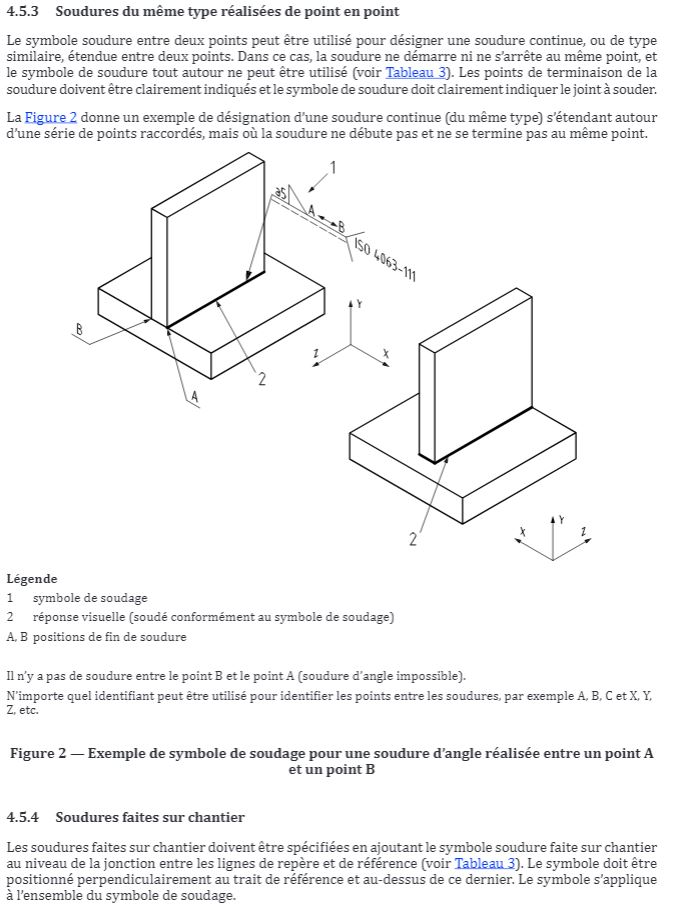 4.5.3 Soudures du même type réalisées de point en point
Le symbole soudure entre deux points peut être utilisé pour désigner une soudure continue, ou de type
similaire, étendue entre deux points. Dans ce cas, la soudure ne démarre ni ne s'arrête au même point, et
le symbole de soudure tout autour ne peut être utilisé (voir Tableau 3). Les points de terminaison de la
soudure doivent être clairement indiqués et le symbole de soudure doit clairement indiquer le joint à souder.
La Figure 2 donne un exemple de désignation d'une soudure continue (du même type) s'étendant autour
d'une série de points raccordés, mais où la soudure ne débute pas et ne se termine pas au même point.
1
a5
A
B
ISO 4063-111
B
A
2
Y
Z
X
2
X
Y
Z
Légende
1 symbole de soudage
2 réponse visuelle (soudé conformément au symbole de soudage)
A, B positions de fin de soudure
Il n'y a pas de soudure entre le point B et le point A (soudure d'angle impossible).
N'importe quel identifiant peut être utilisé pour identifier les points entre les soudures, par exemple A, B, C et X, Y,
Z, etc.
Figure 2 — Exemple de symbole de soudage pour une soudure d'angle réalisée entre un point A
et un point B
4.5.4 Soudures faites sur chantier
Les soudures faites sur chantier doivent être spécifiées en ajoutant le symbole soudure faite sur chantier
au niveau de la jonction entre les lignes de repère et de référence (voir Tableau 3). Le symbole doit être
positionné perpendiculairement au trait de référence et au-dessus de ce dernier. Le symbole s'applique
à l'ensemble du symbole de soudage.